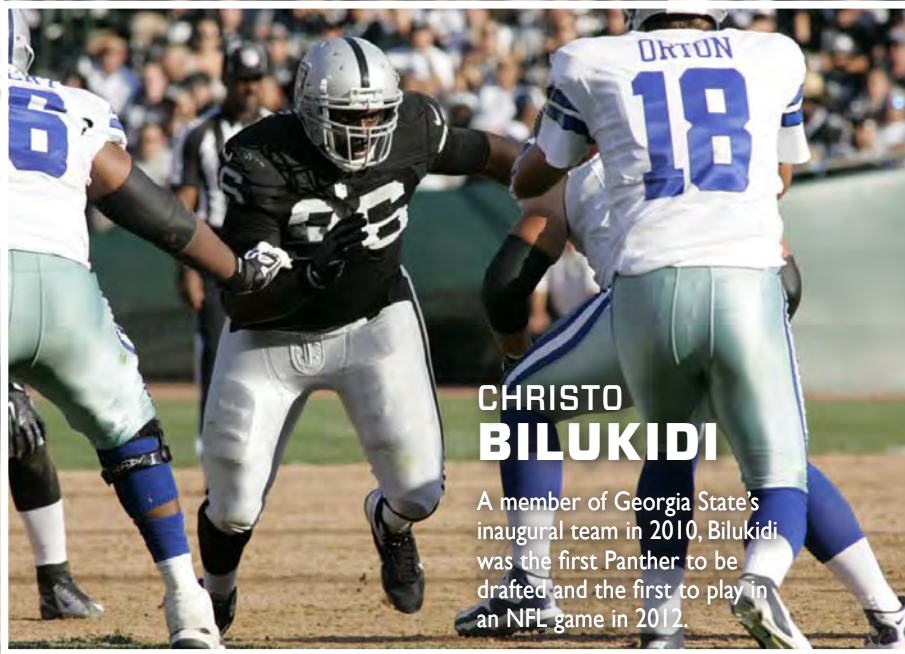 ORTON
18
6
96
CHRISTO
BILUKIDI
A member of Georgia State's
inaugural team in 2010, Bilukidi
was the first Panther to be
drafted and the first to play in
an NFL game in 2012.